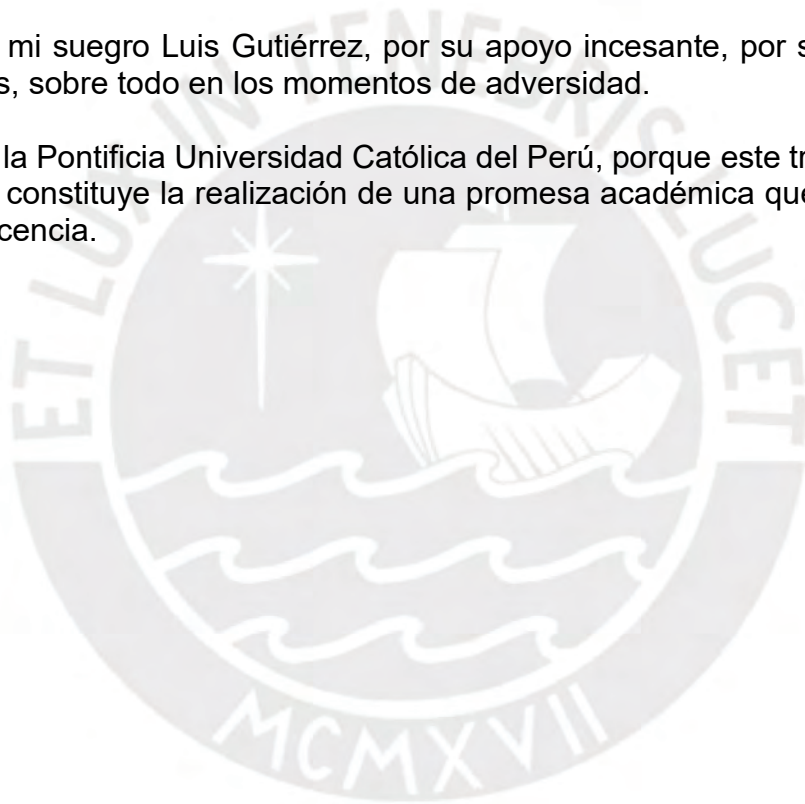 mi suegro Luis Gutiérrez, por su apoyo incesante, por s
s, sobre todo en los momentos de adversidad.
la Pontificia Universidad Católica del Perú, porque este tr
constituye la realización de una promesa académica que
cencia.
ET LUX IN TENEBRIS LUCET
MCMXVII